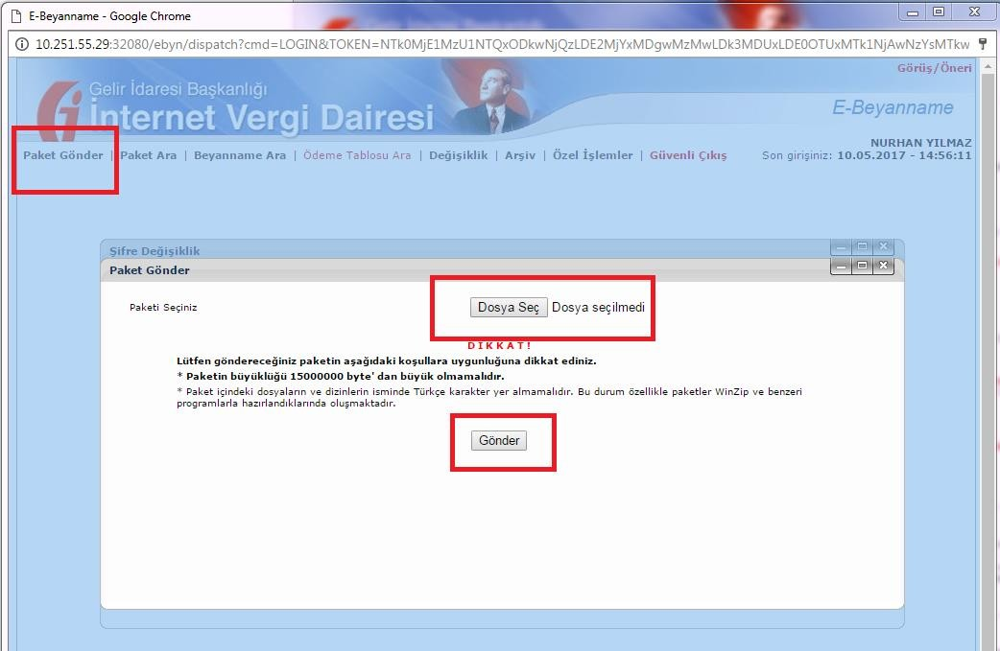 E-Beyanname - Google Chrome
10.251.55.29:32080/ebyn/dispatch?cmd=LOGIN&TOKEN=NTk0MjE1MzU1NTQxODkwNjQzLDE2MjYxMDgwMzMwLDk3MDUxLDE0OTUxMTk1NjAwNzYsMTkw
Görüş/Öneri
Gelir İdaresi Başkanlığı
İnternet Vergi Dairesi
E-Beyanname
NURHAN YILMAZ
Paket Gönder | Paket Ara | Beyanname Ara | Ödeme Tablosu Ara | Değişiklik | Arşiv | Özel İşlemler | Güvenli Çıkış Son girişiniz: 10.05.2017 - 14:56:11
Şifre Değişiklik
Paket Gönder
Paketi Seçiniz Dosya Seç Dosya seçilmedi
DİKKAT!
Lütfen göndereceğiniz paketin aşağıdaki koşullara uygunluğuna dikkat ediniz.
* Paketin büyüklüğü 15000000 byte' dan büyük olmamalıdır.
* Paket içindeki dosyaların ve dizinlerin isminde Türkçe karakter yer almamalıdır. Bu durum özellikle paketler WinZip ve benzeri
programlarla hazırlandıklarında oluşmaktadır.
Gönder